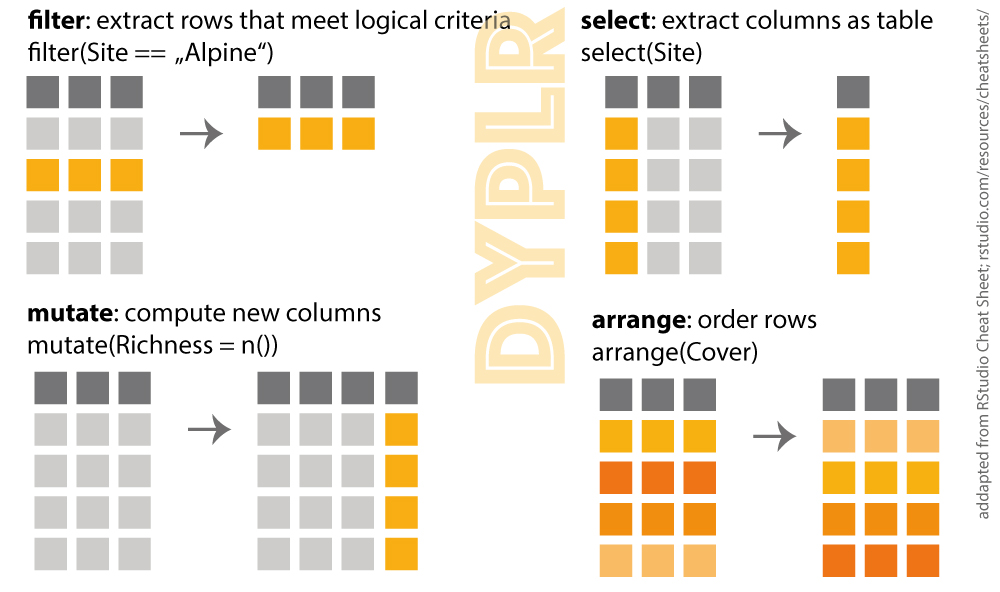 filter: extract rows that meet logical criteria
filter(Site == „Alpine“)
select: extract columns as table
select(Site)
DYPLR
mutate: compute new columns
mutate(Richness = n())
arrange: order rows
arrange(Cover)
addapted from RStudio Cheat Sheet; rstudio.com/resources/cheatsheets/